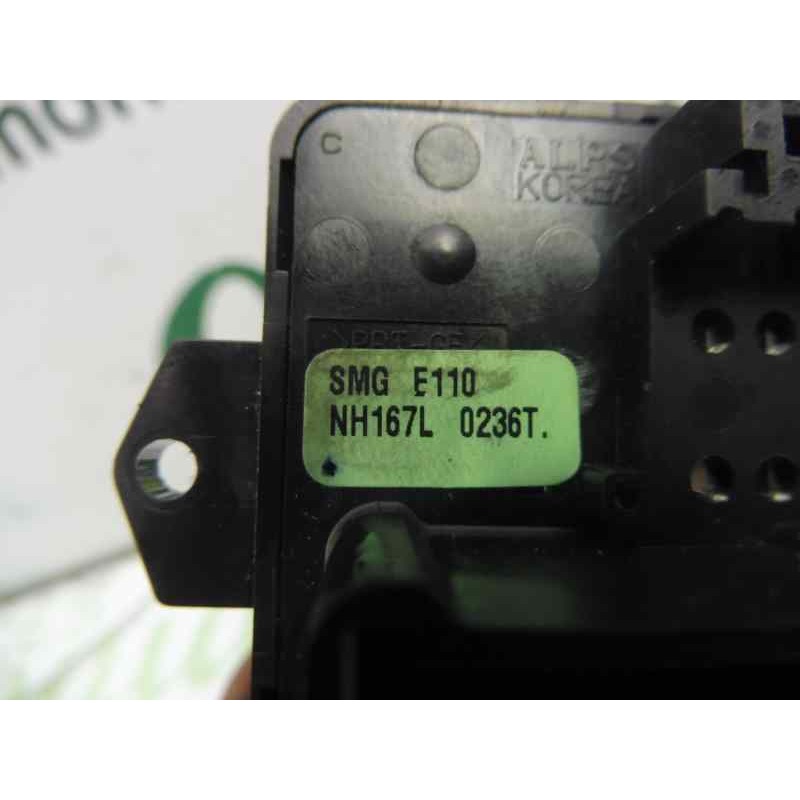 C
ALPS
KOREA
SMG E110
NH167L 0236T.